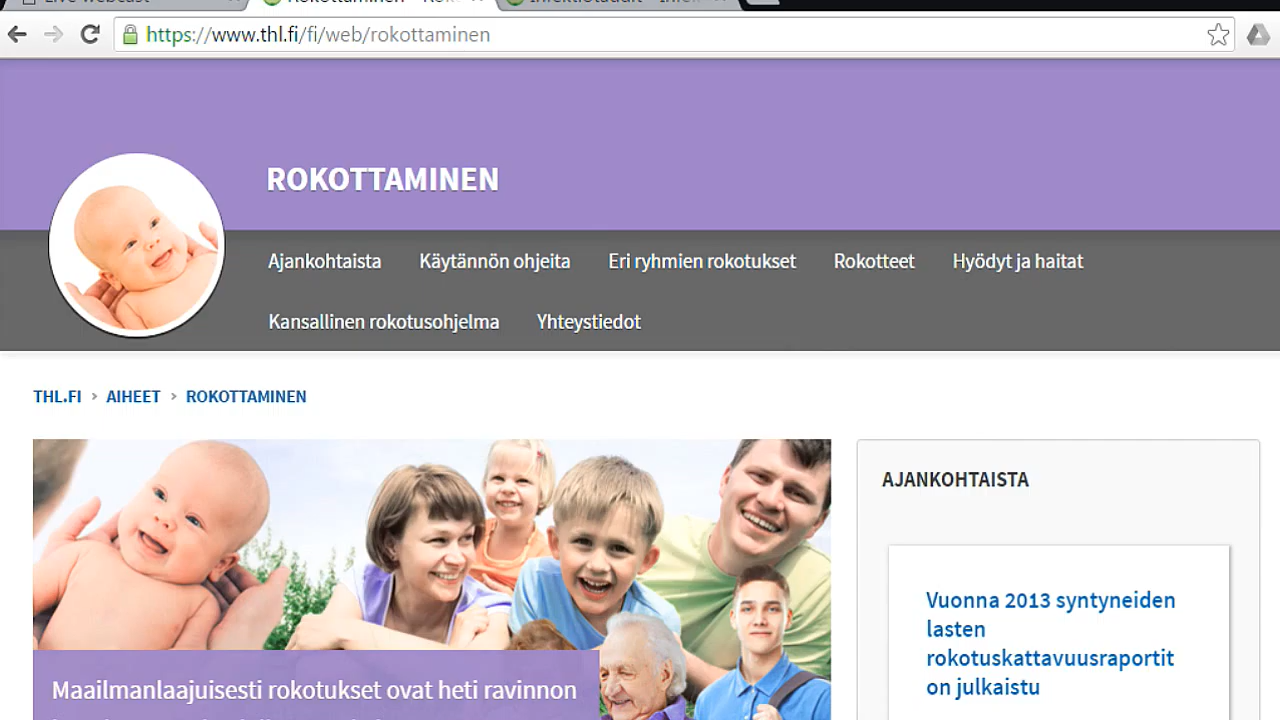 https://www.thl.fi/fi/web/rokottaminen
ROKOTTAMINEN
Ajankohtaista Käytännön ohjeita Eri ryhmien rokotukset Rokotteet Hyödyt ja haitat
Kansallinen rokotusohjelma Yhteystiedot
THL.FI > AIHEET > ROKOTTAMINEN
AJANKOHTAISTA
Vuonna 2013 syntyneiden
lasten
rokotuskattavuusraportit
on julkaistu
Maailmanlaajuisesti rokotukset ovat heti ravinnon